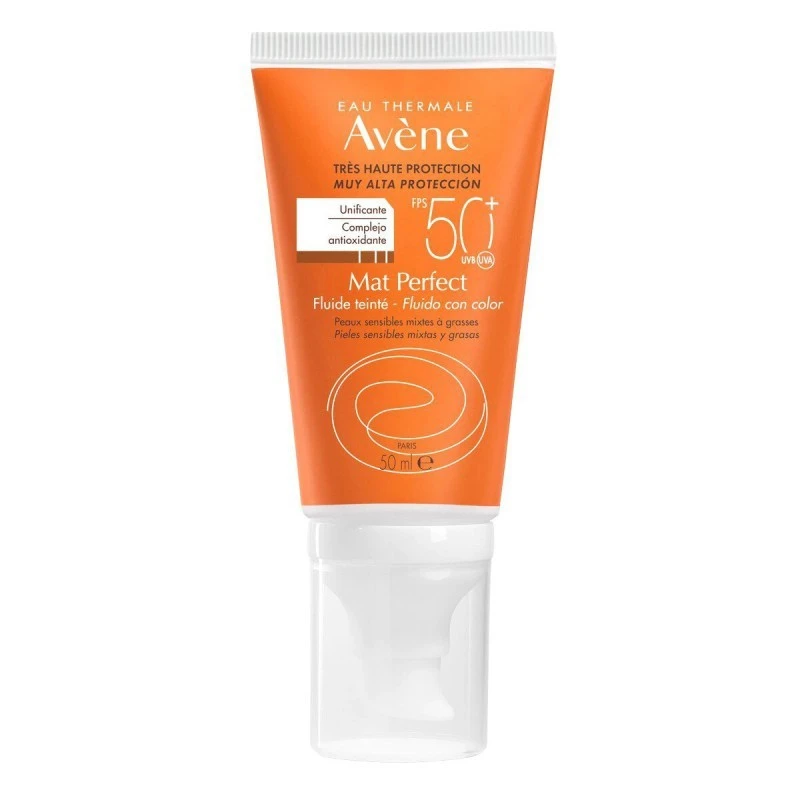 EAU THERMALE
Avène
TRÈS HAUTE PROTECTION
MUY ALTA PROTECCIÓN
Unificante
Complejo
antioxidante
FPS 50+
UVB UVA
Mat Perfect
Fluide teinté - Fluido con color
Peaux sensibles mixtes à grasses
Pieles sensibles mixtas y grasas
PARIS
50 ml e